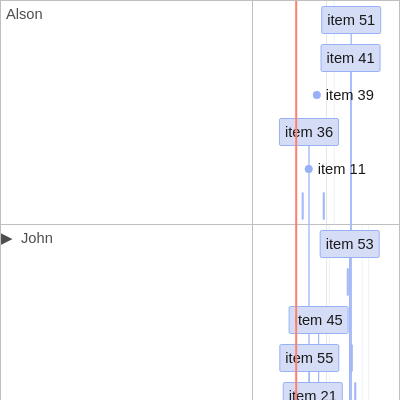 Alson
item 51
item 41
item 39
item 36
item 11
▶ John
item 53
tem 45
item 55
item 21